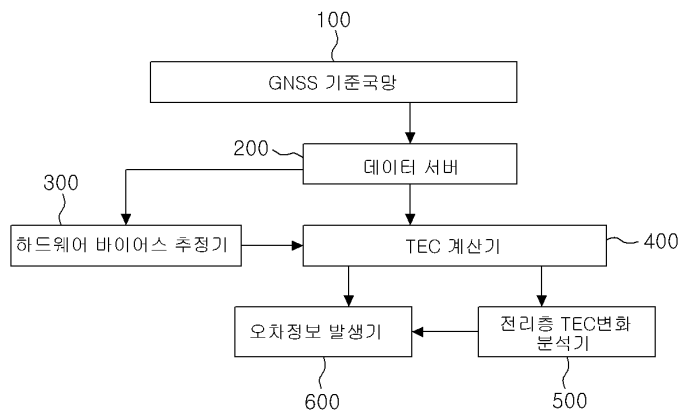 100
GNSS 기준국망
200
데이터 서버
300
하드웨어 바이어스 추정기
TEC 계산기
400
오차정보 발생기
전리층 TEC변화
분석기
600
500